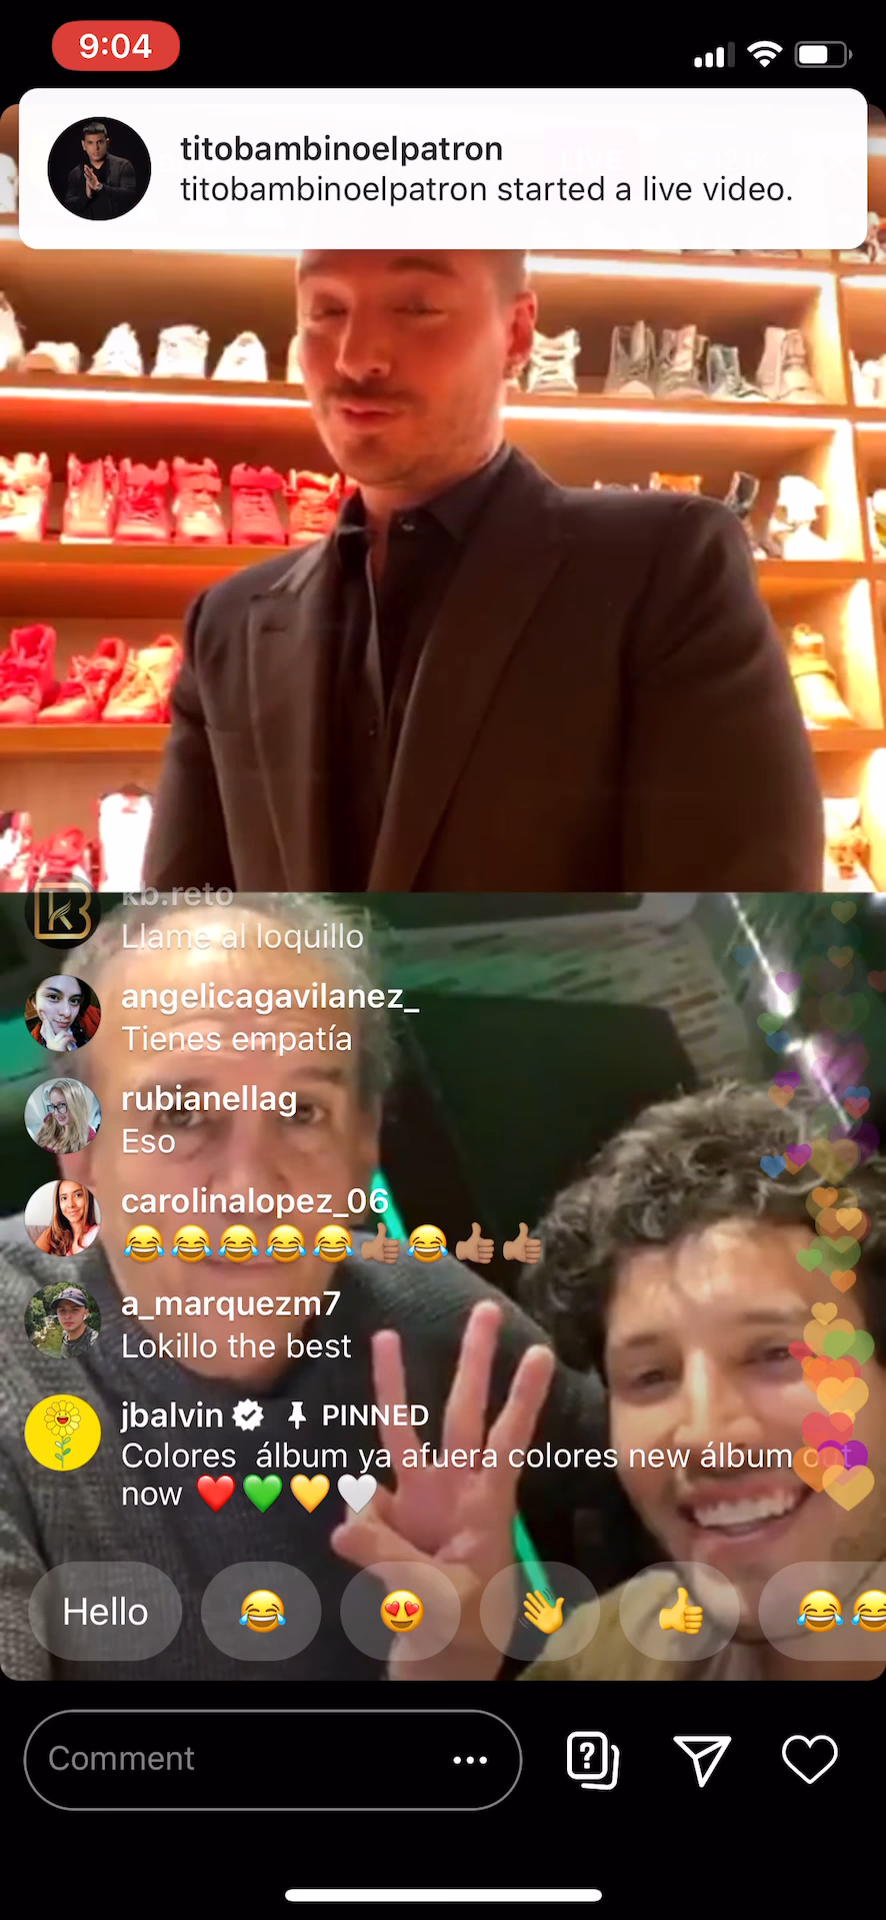 9:04
titobambinoelpatron
titobambinoelpatron started a live video.
kb.reto
Llame al loquillo
angelicagavilanez_
Tienes empatía
rubianellag
Eso
carolinalopez_06
😂😂😂😂😂👍🏽😂👍🏽👍🏽
a_marquezm7
Lokillo the best
jbalvin PINNED
Colores álbum ya afuera colores new álbum out
now ❤️💚💛🤍
Hello 😂 😍 👋 👍 😂😂
Comment